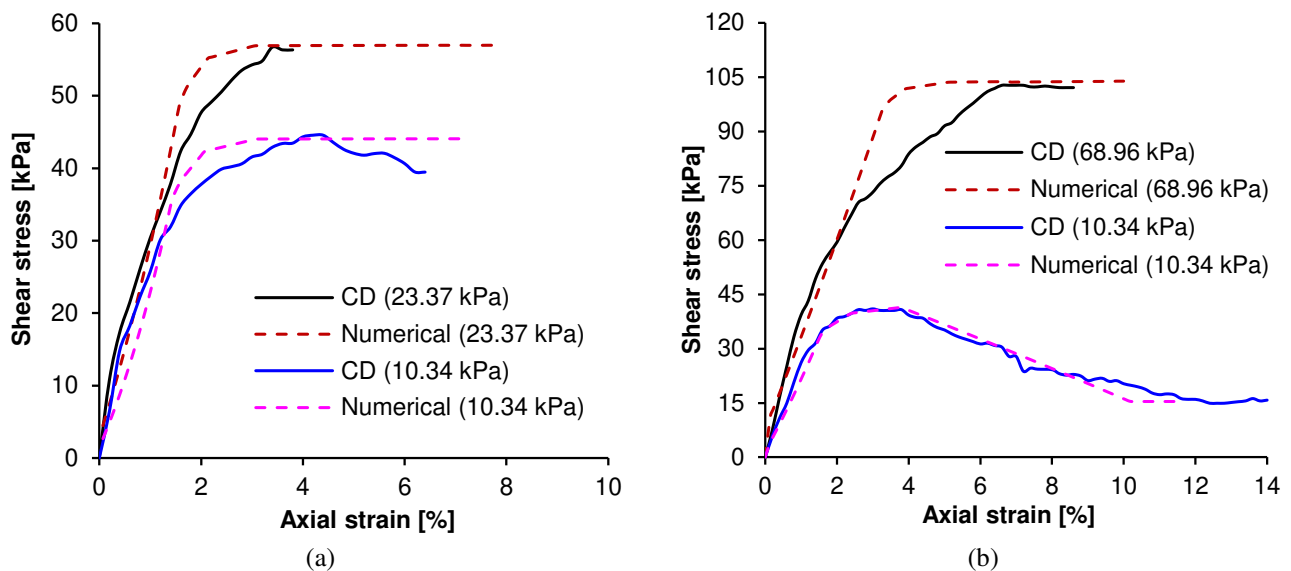 60
50
40
30
20
10
0
Shear stress [kPa]
CD (23.37 kPa)
Numerical (23.37 kPa)
CD (10.34 kPa)
Numerical (10.34 kPa)
0 2 4 6 8 10
Axial strain [%]
(a)
120
105
90
75
60
45
30
15
0
Shear stress [kPa]
CD (68.96 kPa)
Numerical (68.96 kPa)
CD (10.34 kPa)
Numerical (10.34 kPa)
0 2 4 6 8 10 12 14
Axial strain [%]
(b)